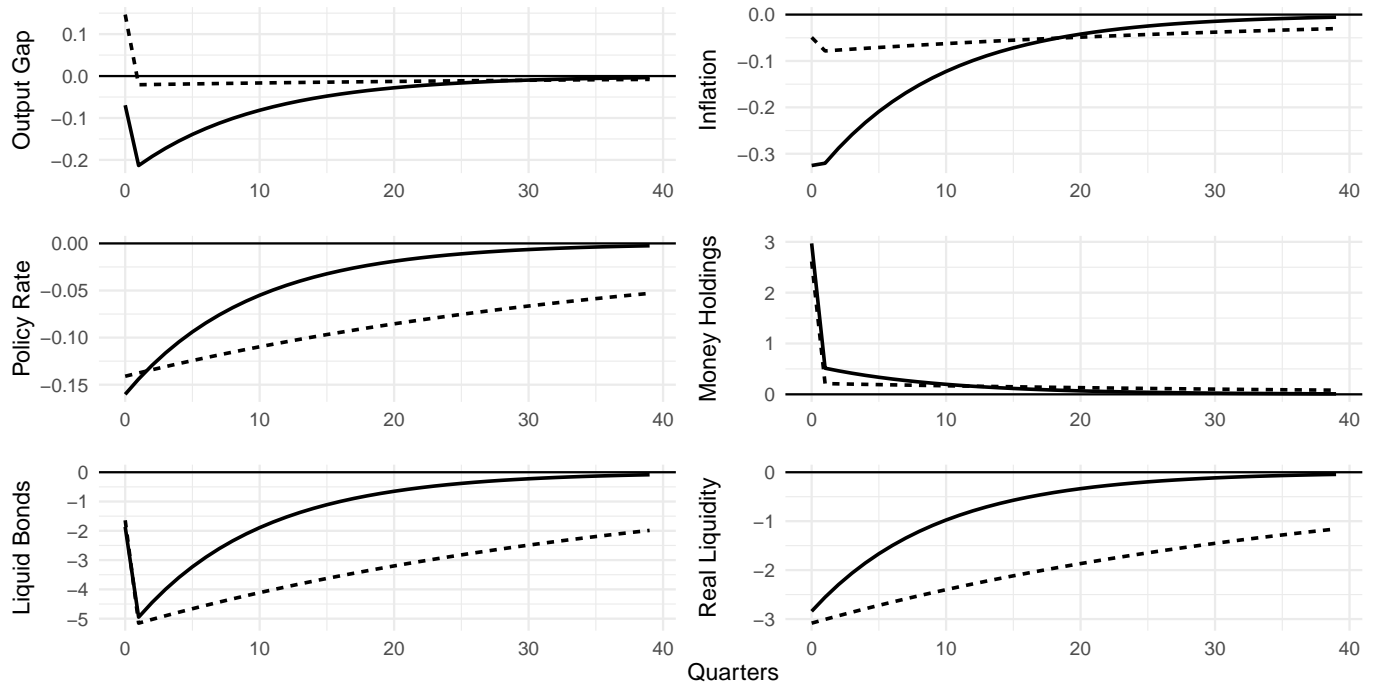 Output Gap
0.1
0.0
−0.1
−0.2
0 10 20 30 40
Inflation
0.0
−0.1
−0.2
−0.3
0 10 20 30 40
Policy Rate
0.00
−0.05
−0.10
−0.15
0 10 20 30 40
Money Holdings
3
2
1
0
0 10 20 30 40
Liquid Bonds
0
−1
−2
−3
−4
−5
0 10 20 30 40
Real Liquidity
0
−1
−2
−3
0 10 20 30 40
Quarters